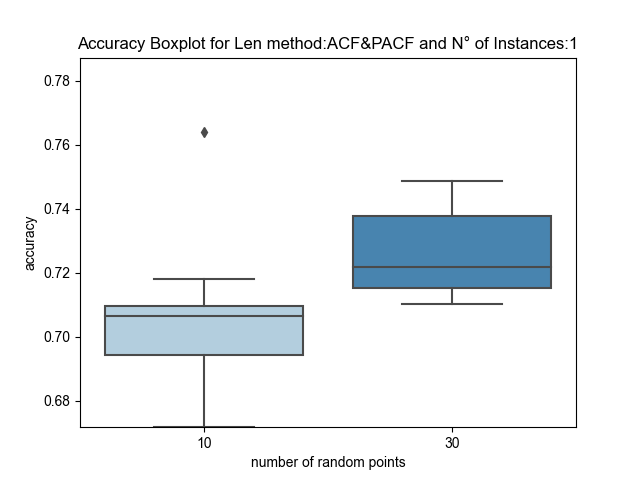 Accuracy Boxplot for Len method:ACF&PACF and N° of Instances:1
0.78
0.76
0.74
0.72
0.70
0.68
accuracy
10
30
number of random points